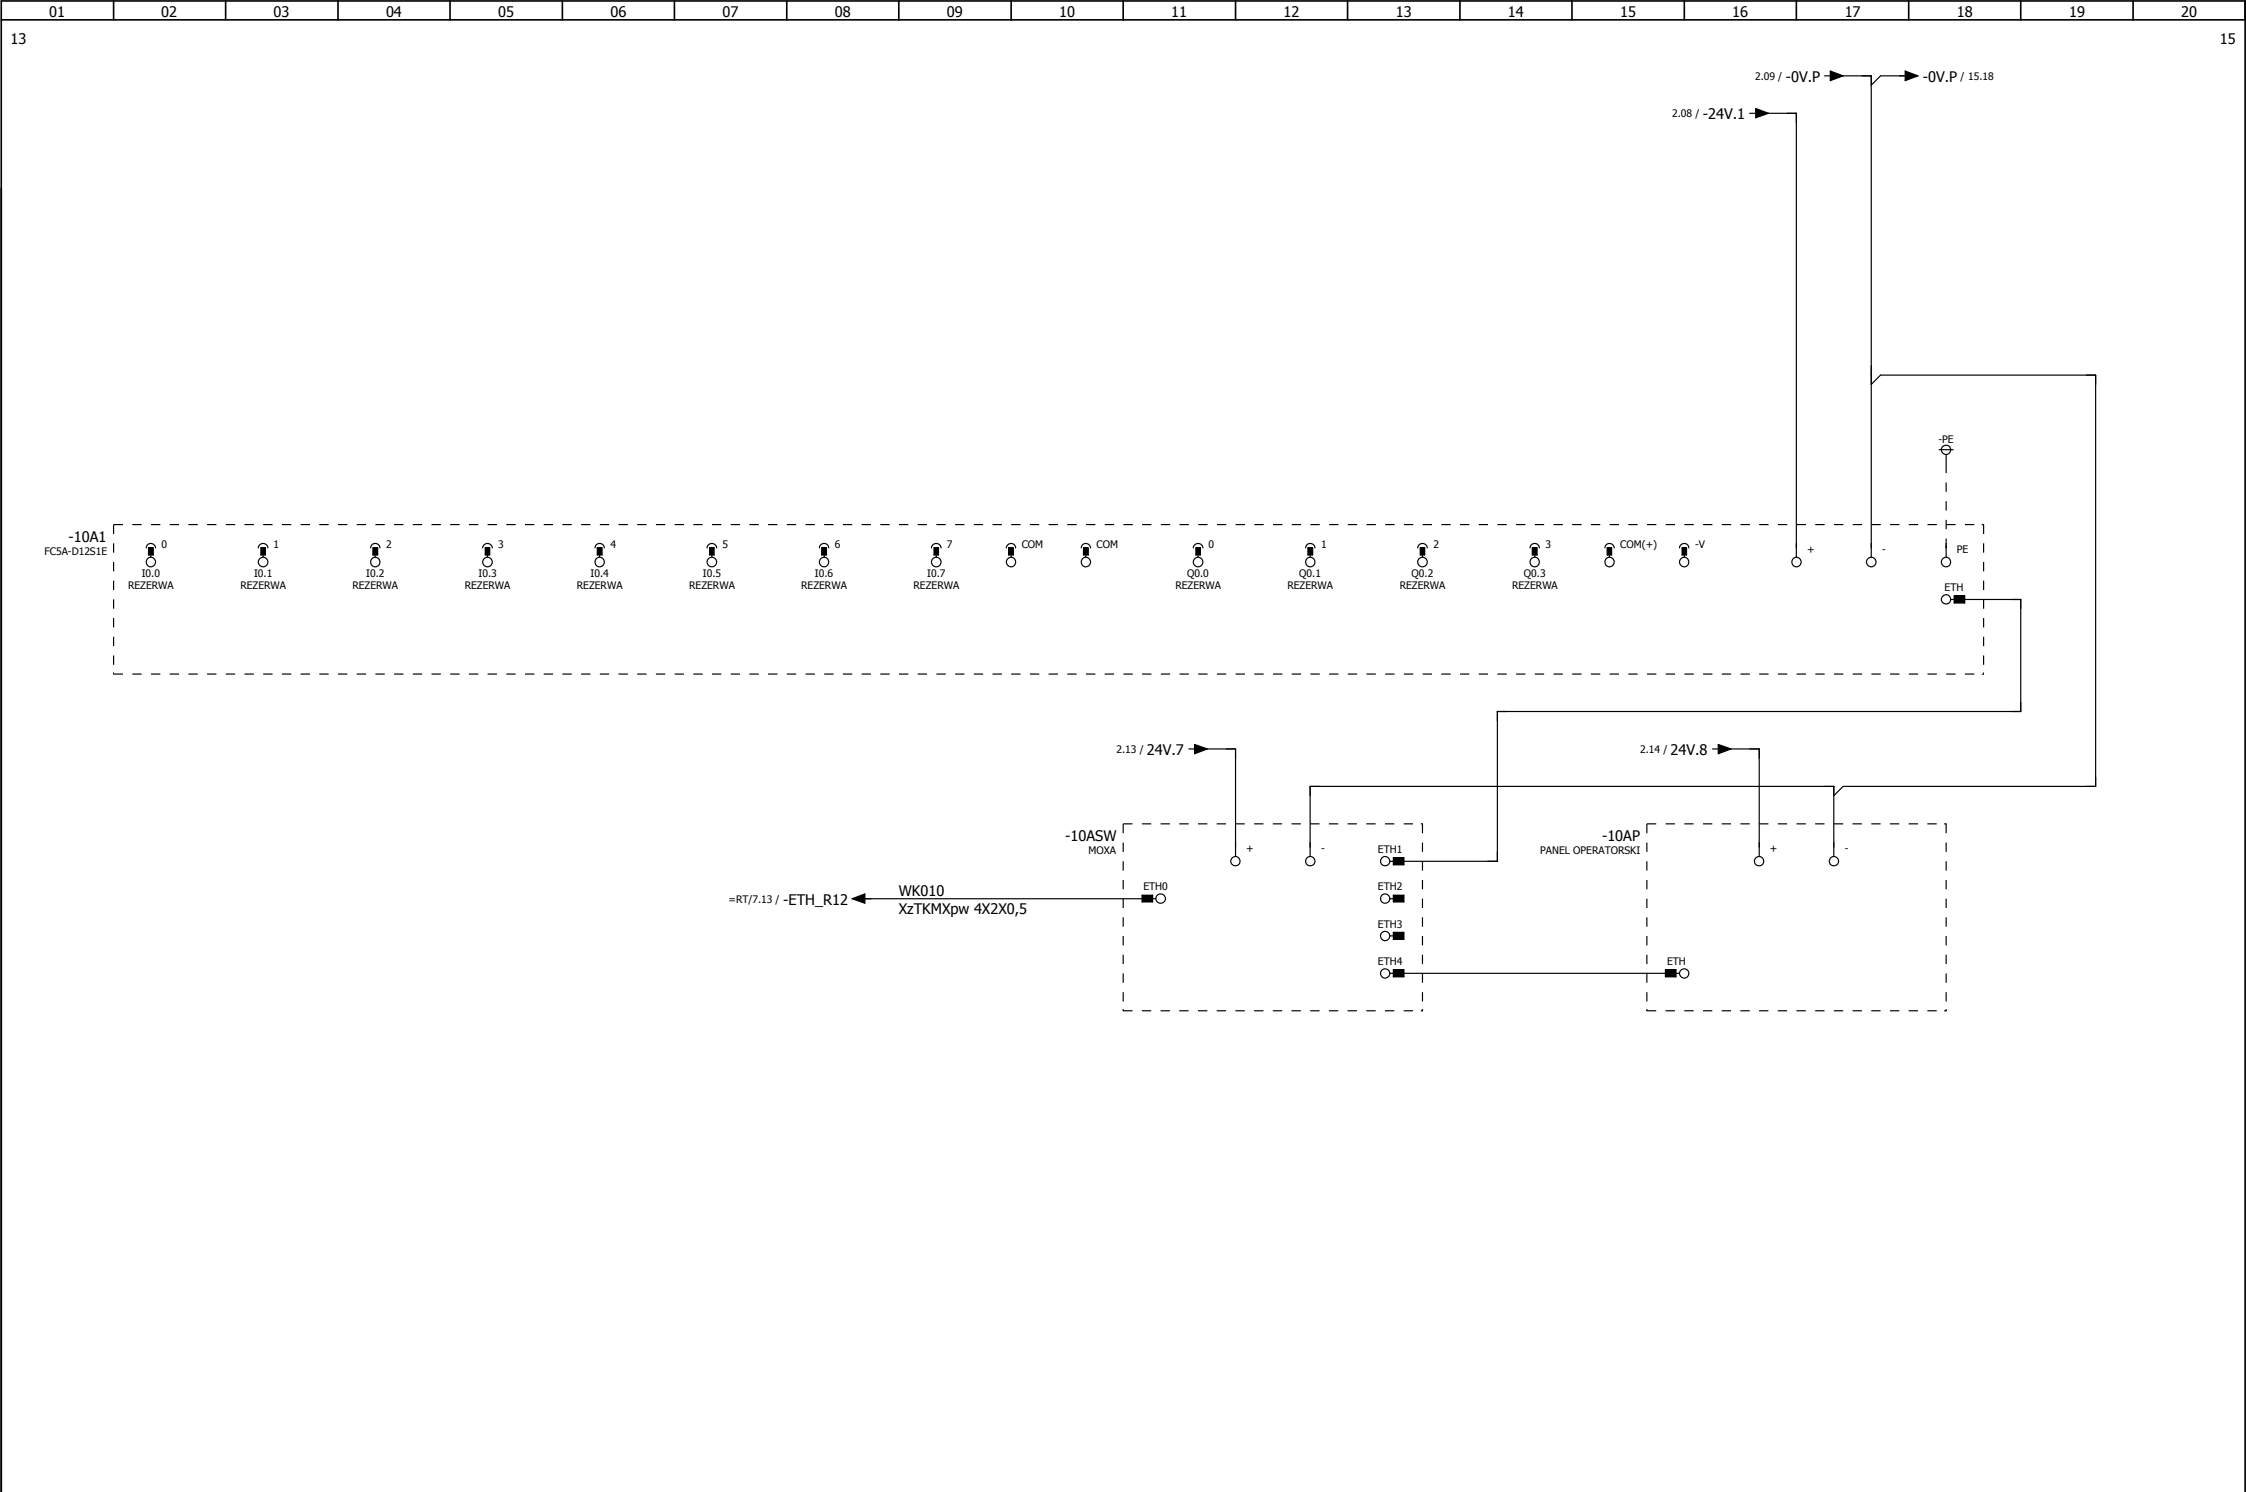 01 02 03 04 05 06 07 08 09 10 11 12 13 14 15 16 17 18 19 20
13 15
2.09 / -0V.P -0V.P / 15.18
2.08 / -24V.1
-PE
-10A1
FC5A-D12S1E
0 1 2 3 4 5 6 7 COM COM 0 1 2 3 COM(+) -V + - PE
I0.0 I0.1 I0.2 I0.3 I0.4 I0.5 I0.6 I0.7 Q0.0 Q0.1 Q0.2 Q0.3
REZERWA REZERWA REZERWA REZERWA REZERWA REZERWA REZERWA REZERWA REZERWA REZERWA REZERWA REZERWA
ETH
2.13 / 24V.7 2.14 / 24V.8
-10ASW
MOXA
+ -
ETH1
-10AP
PANEL OPERATORSKI
+ -
=RT/7.13 / -ETH_R12
WK010
XzTKMXpw 4X2X0,5
ETH0
ETH2
ETH3
ETH4
ETH